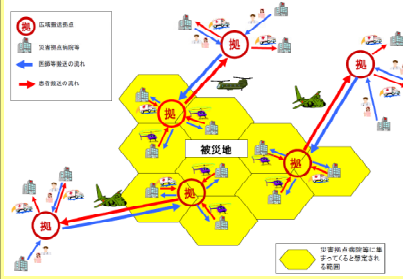 拠 広域搬送拠点
災害拠点病院等
医師等搬送の流れ
患者搬送の流れ
拠
拠
拠
被災地
拠
拠
拠
災害拠点病院等に集
まってくると想定され
る範囲